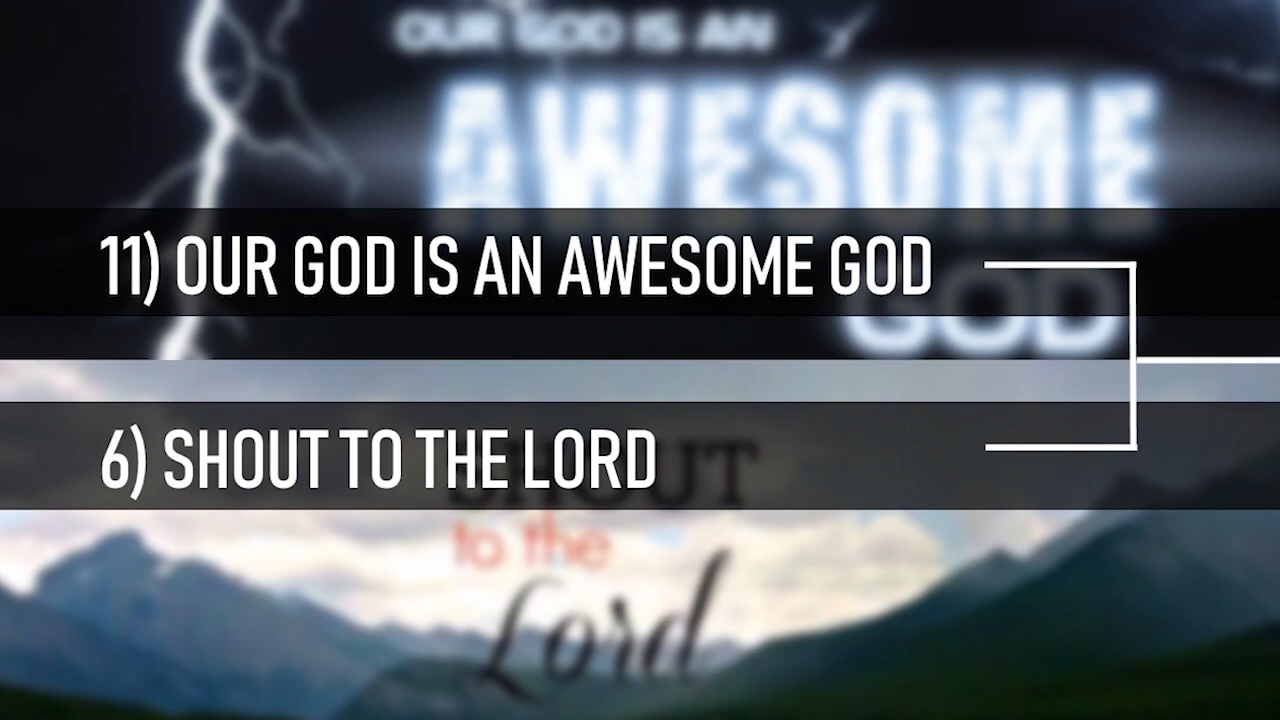 OUR GOD IS AN
AWESOME
11) OUR GOD IS AN AWESOME GOD
GOD
6) SHOUT TO THE LORD
SHOUT
to the
Lord